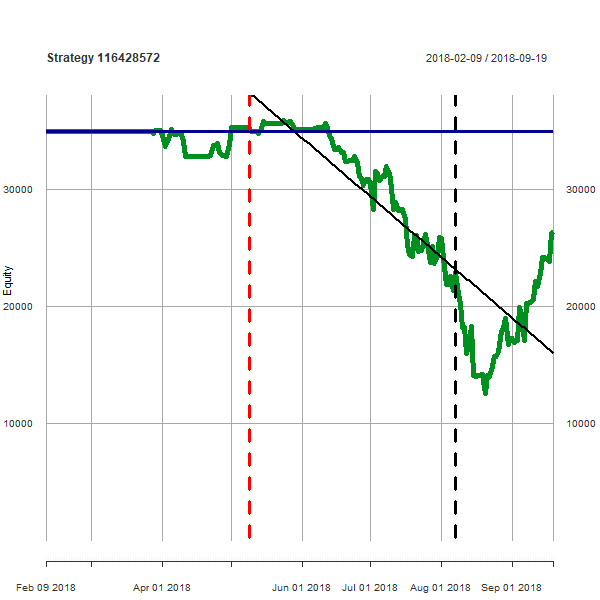 Strategy 116428572
2018-02-09 / 2018-09-19
30000
30000
Equity
20000
20000
10000
10000
Feb 09 2018
Apr 01 2018
Jun 01 2018
Jul 01 2018
Aug 01 2018
Sep 01 2018